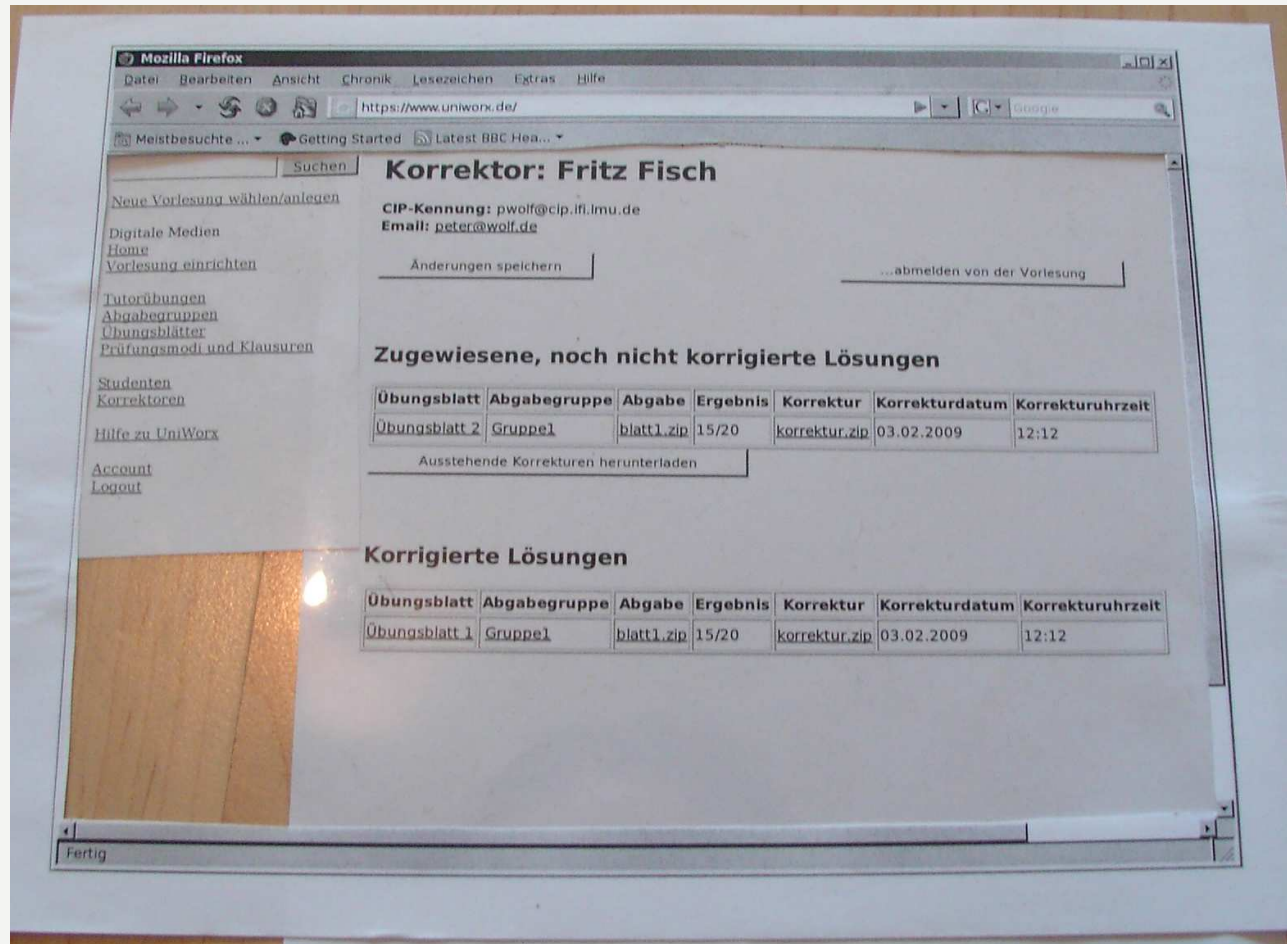 Mozilla Firefox
Datei Bearbeiten Ansicht Chronik Lesezeichen Extras Hilfe
https://www.uniworx.de/ Google
Meistbesuchte ... Getting Started Latest BBC Hea...
Suchen
Neue Vorlesung wählen/anlegen
Digitale Medien
Home
Vorlesung einrichten
Tutorübungen
Abgabegruppen
Übungsblätter
Prüfungsmodi und Klausuren
Studenten
Korrektoren
Hilfe zu UniWorx
Account
Logout
Korrektor: Fritz Fisch
CIP-Kennung: pwolf@cip.ifi.lmu.de
Email: peter@wolf.de
Änderungen speichern ...abmelden von der Vorlesung
Zugewiesene, noch nicht korrigierte Lösungen
Übungsblatt Abgabegruppe Abgabe Ergebnis Korrektur Korrekturdatum Korrekturuhrzeit
Übungsblatt 2 Gruppe1 blatt1.zip 15/20 korrektur.zip 03.02.2009 12:12
Ausstehende Korrekturen herunterladen
Korrigierte Lösungen
Übungsblatt Abgabegruppe Abgabe Ergebnis Korrektur Korrekturdatum Korrekturuhrzeit
Übungsblatt 1 Gruppe1 blatt1.zip 15/20 korrektur.zip 03.02.2009 12:12
Fertig